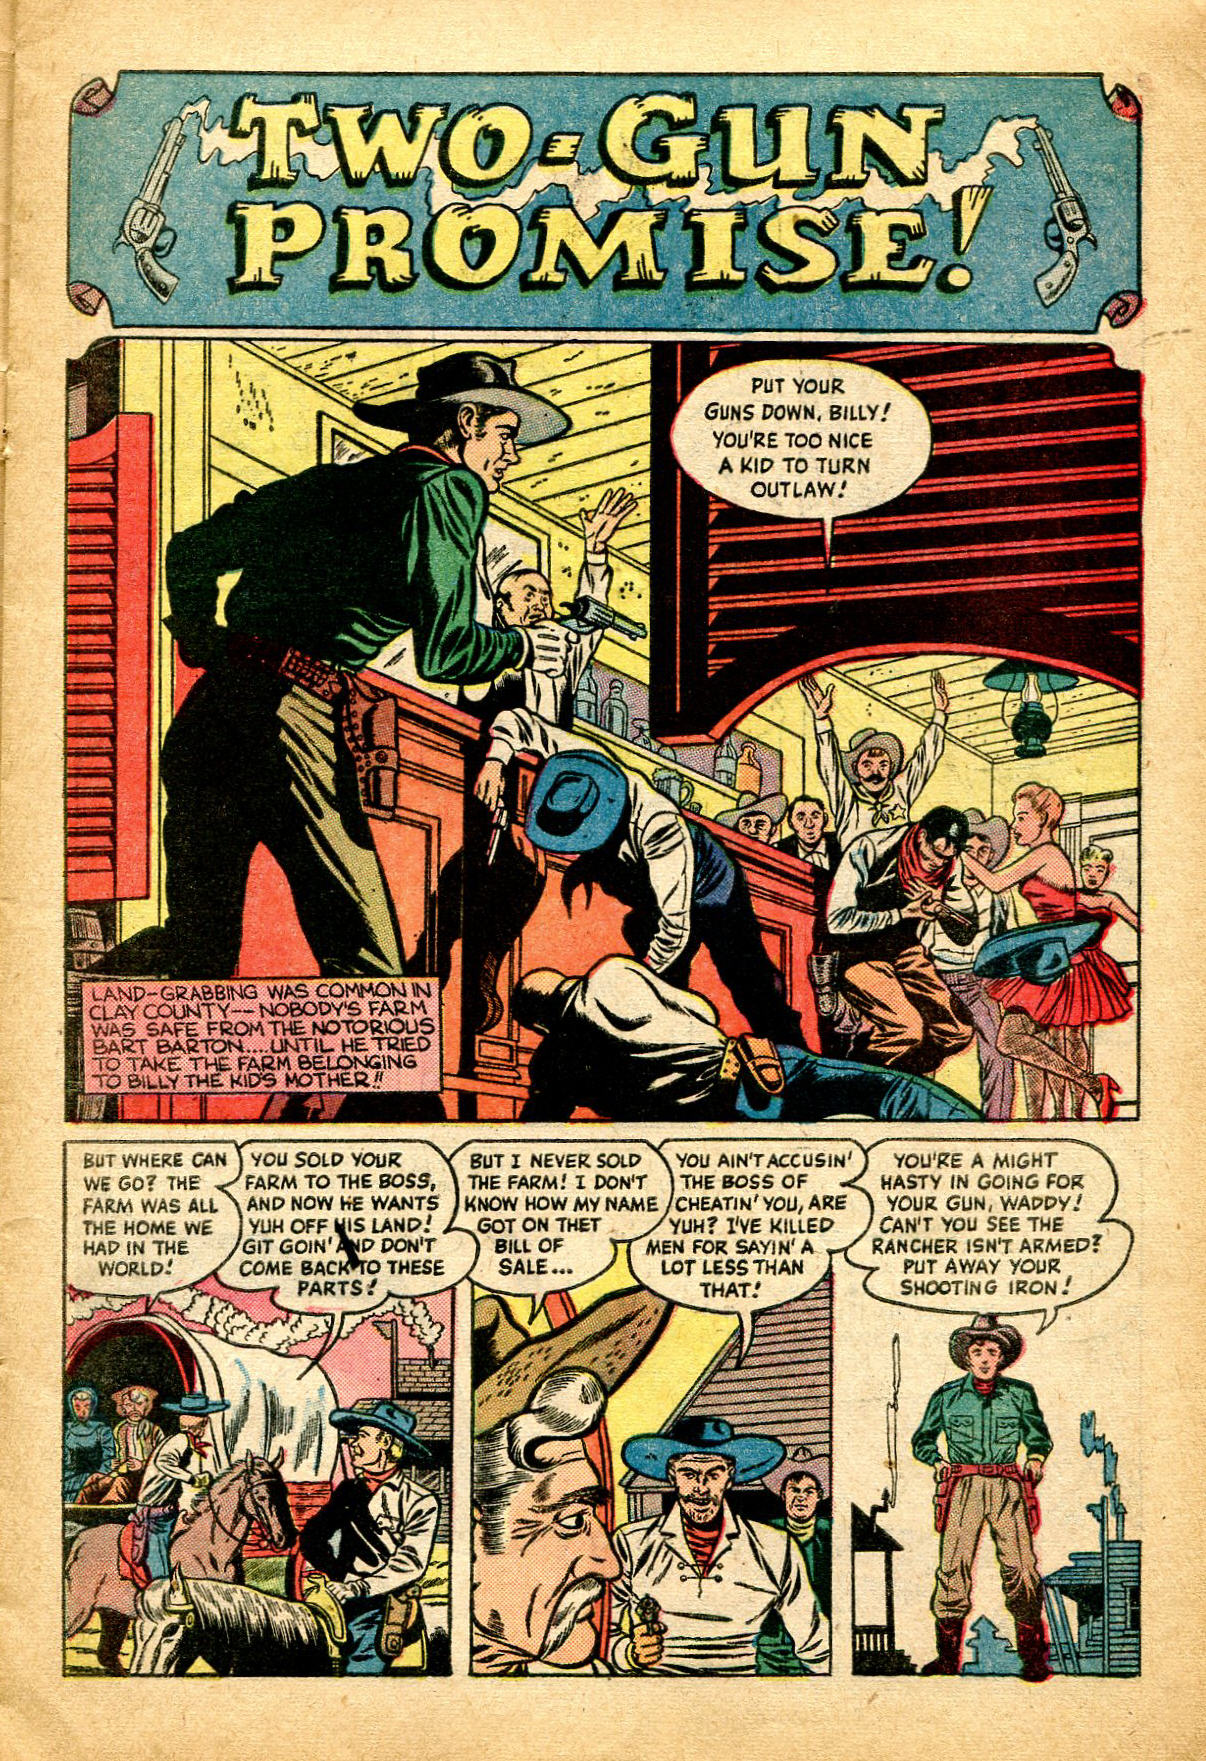 TWO-GUN
PROMISE!
PUT YOUR
GUNS DOWN, BILLY!
YOU'RE TOO NICE
A KID TO TURN
OUTLAW!
LAND-GRABBING WAS COMMON IN
CLAY COUNTY--NOBODY'S FARM
WAS SAFE FROM THE NOTORIOUS
BART BARTON....UNTIL HE TRIED
TO TAKE THE FARM BELONGING
TO BILLY THE KID'S MOTHER!!
BUT WHERE CAN
WE GO? THE
FARM WAS ALL
THE HOME WE
HAD IN THE
WORLD!
YOU SOLD YOUR
FARM TO THE BOSS,
AND NOW HE WANTS
YUH OFF HIS LAND!
GIT GOIN' AND DON'T
COME BACK TO THESE
PARTS!
BUT I NEVER SOLD
THE FARM! I DON'T
KNOW HOW MY NAME
GOT ON THET
BILL OF
SALE...
YOU AIN'T ACCUSIN'
THE BOSS OF
CHEATIN' YOU, ARE
YUH? I'VE KILLED
MEN FOR SAYIN' A
LOT LESS THAN
THAT!
YOU'RE A MIGHT
HASTY IN GOING FOR
YOUR GUN, WADDY!
CAN'T YOU SEE THE
RANCHER ISN'T ARMED?
PUT AWAY YOUR
SHOOTING IRON!